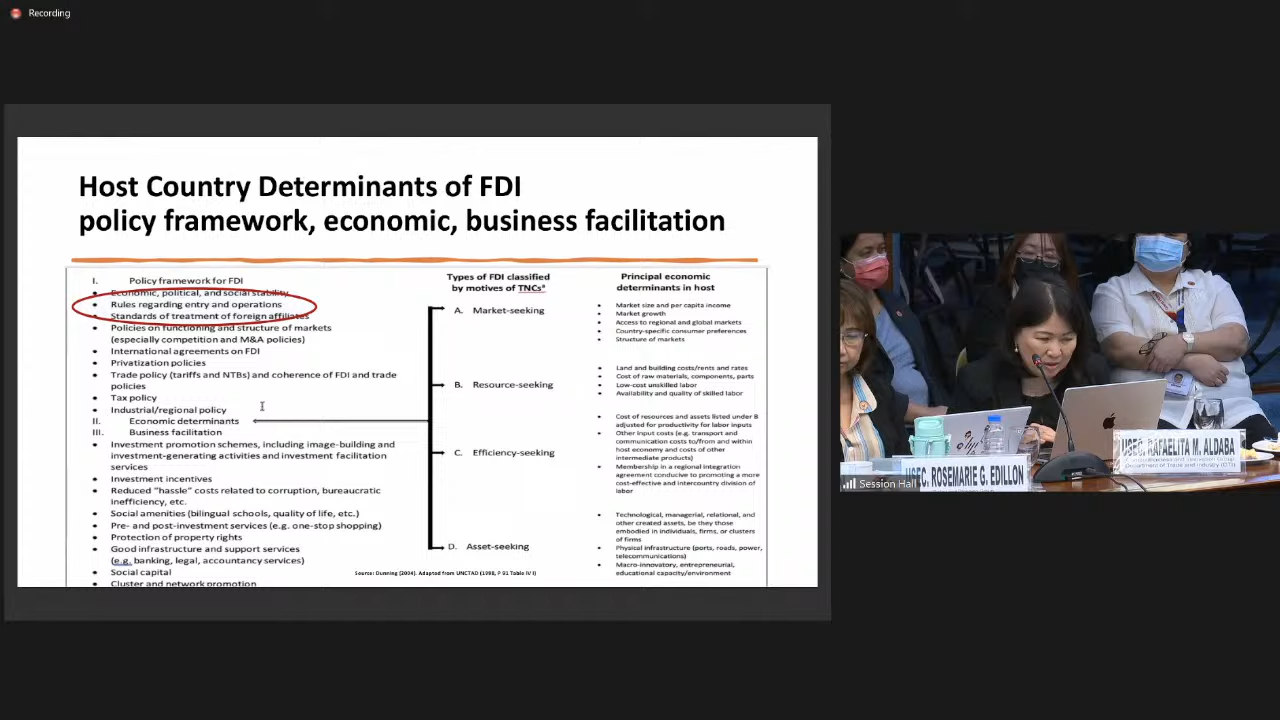 Recording
Host Country Determinants of FDI
policy framework, economic, business facilitation
I. Policy framework for FDI
• Economic, political, and social stability
• Rules regarding entry and operations
• Standards of treatment of foreign affiliates
• Policies on functioning and structure of markets
(especially competition and M&A policies)
• International agreements on FDI
• Privatization policies
• Trade policy (tariffs and NTBs) and coherence of FDI and trade
policies
• Tax policy
• Industrial/regional policy
II. Economic determinants
III. Business facilitation
• Investment promotion schemes, including image-building and
investment-generating activities and investment facilitation
services
• Investment incentives
• Reduced "hassle" costs related to corruption, bureaucratic
inefficiency, etc.
• Social amenities (bilingual schools, quality of life, etc.)
• Pre- and post-investment services (e.g. one-stop shopping)
• Protection of property rights
• Good infrastructure and support services
(e.g. banking, legal, accountancy services)
• Social capital
• Cluster and network promotion
Types of FDI classified
by motives of TNCsª
A. Market-seeking
B. Resource-seeking
C. Efficiency-seeking
D. Asset-seeking
Principal economic
determinants in host
• Market size and per capita income
• Market growth
• Access to regional and global markets
• Country-specific consumer preferences
• Structure of markets
• Land and building costs/rents and rates
• Cost of raw materials, components, parts
• Low-cost unskilled labor
• Availability and quality of skilled labor
• Cost of resources and assets listed under B
adjusted for productivity for labor inputs
• Other input costs (e.g. transport and
communication costs to/from and within
host economy and costs of other
intermediate products)
• Membership in a regional integration
agreement conducive to promoting a more
cost-effective and intercountry division of
labor
• Technological, managerial, relational, and
other created assets, be they those
embodied in individuals, firms, or clusters
of firms
• Physical infrastructure (ports, roads, power,
telecommunications)
• Macro-innovatory, entrepreneurial,
educational capacity/environment
Source: Dunning (2004). Adapted from UNCTAD (1998, P 91 Table IV I)
USEC. ROSEMARIE G. EDILLON
USEC. RAFAELITA M. ALDABA
Department of Trade and Industry (DTI)
Session Hall